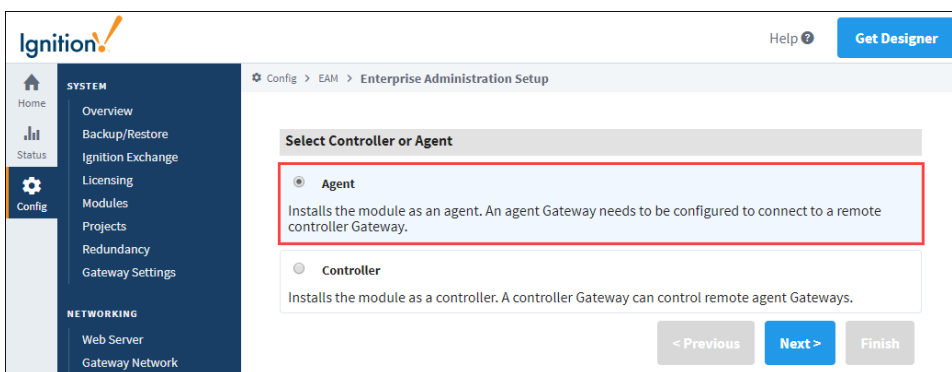 Ignition!
Help ?
Get Designer
Home
Status
Config
SYSTEM
Overview
Backup/Restore
Ignition Exchange
Licensing
Modules
Projects
Redundancy
Gateway Settings
NETWORKING
Web Server
Gateway Network
Config > EAM > Enterprise Administration Setup
Select Controller or Agent
Agent
Installs the module as an agent. An agent Gateway needs to be configured to connect to a remote
controller Gateway.
Controller
Installs the module as a controller. A controller Gateway can control remote agent Gateways.
< Previous
Next >
Finish